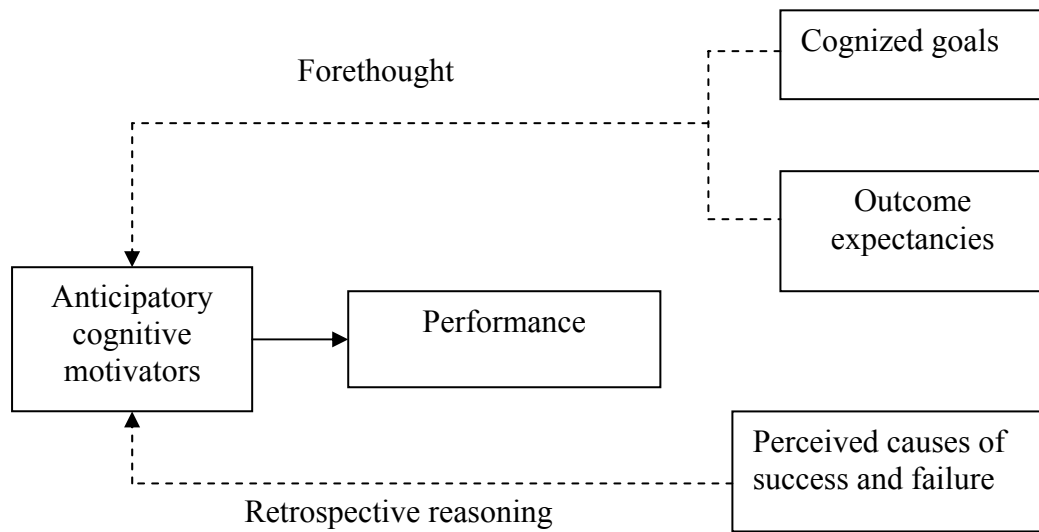 Cognized goals
Forethought
Outcome
expectancies
Anticipatory
cognitive
motivators
Performance
Perceived causes of
success and failure
Retrospective reasoning